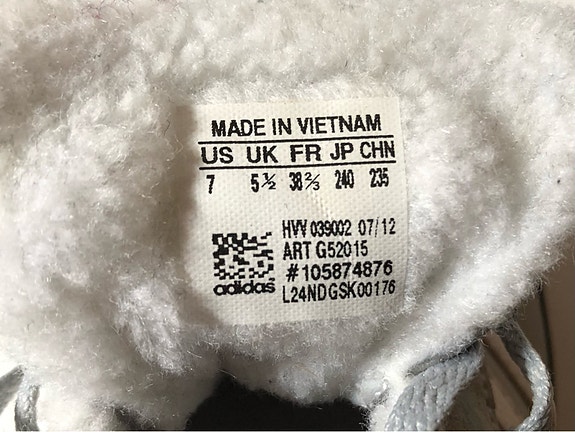 MADE IN VIETNAM
US UK FR JP CHN
7 5½ 38⅔ 240 235
HVY 039002 07/12
ART G52015
#105874876
adidas L24NDGSK00176